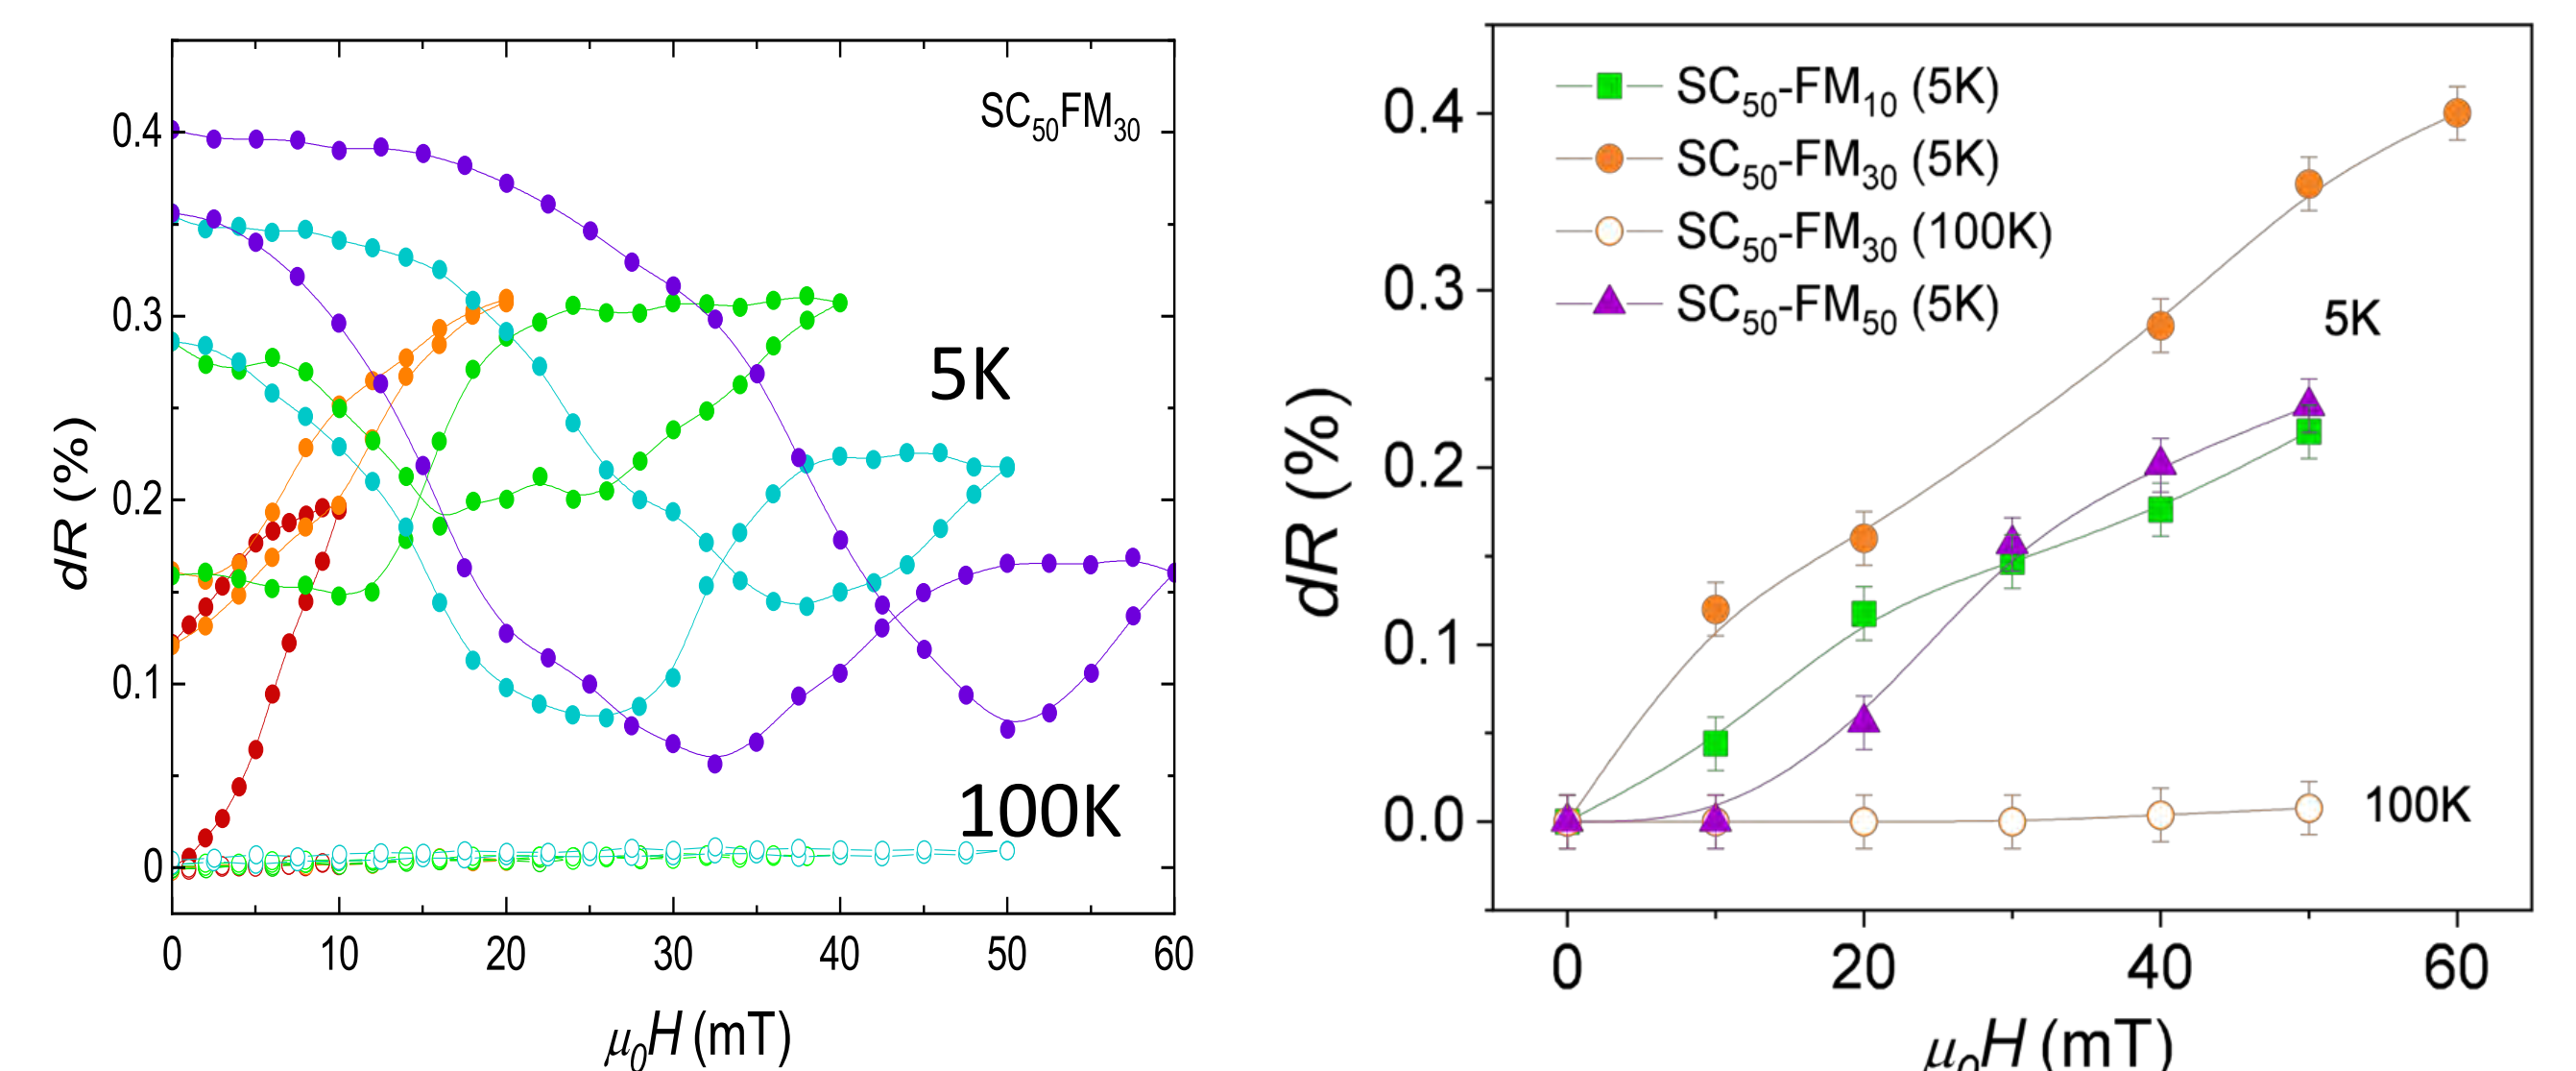 SC50FM30
5K
100K
0.4
0.3
0.2
0.1
0
dR (%)
0 10 20 30 40 50 60
μ0H (mT)
SC50-FM10 (5K)
SC50-FM30 (5K)
SC50-FM30 (100K)
SC50-FM50 (5K)
5K
100K
0.4
0.3
0.2
0.1
0.0
dR (%)
0 20 40 60
μ0H (mT)